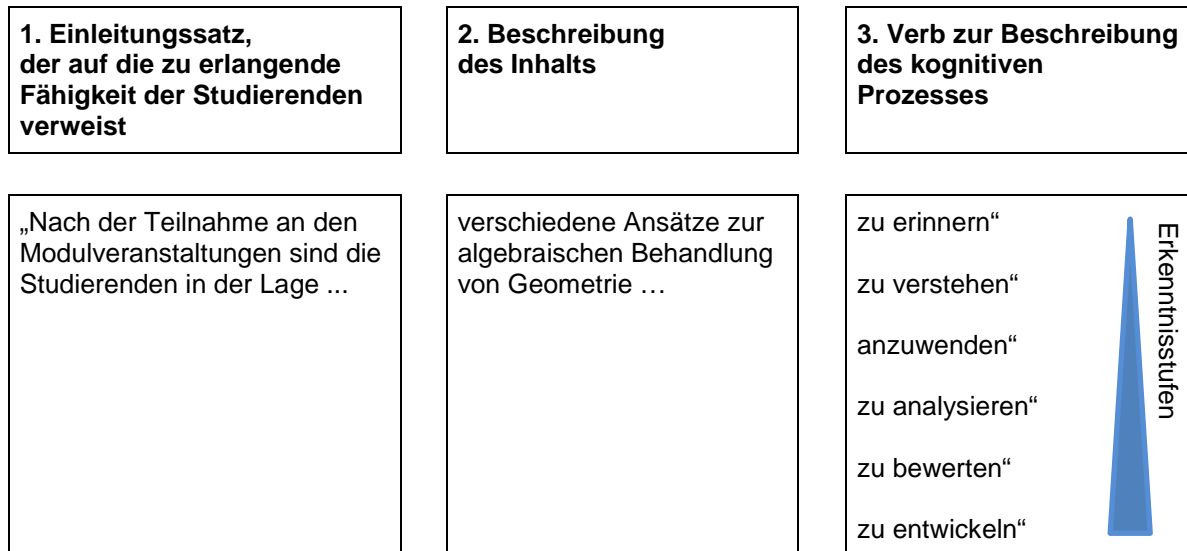 1. Einleitungssatz,
der auf die zu erlangende
Fähigkeit der Studierenden
verweist
2. Beschreibung
des Inhalts
3. Verb zur Beschreibung
des kognitiven
Prozesses
„Nach der Teilnahme an den
Modulveranstaltungen sind die
Studierenden in der Lage ...
verschiedene Ansätze zur
algebraischen Behandlung
von Geometrie …
zu erinnern“
zu verstehen“
anzuwenden“
zu analysieren“
zu bewerten“
zu entwickeln“
Erkenntnisstufen